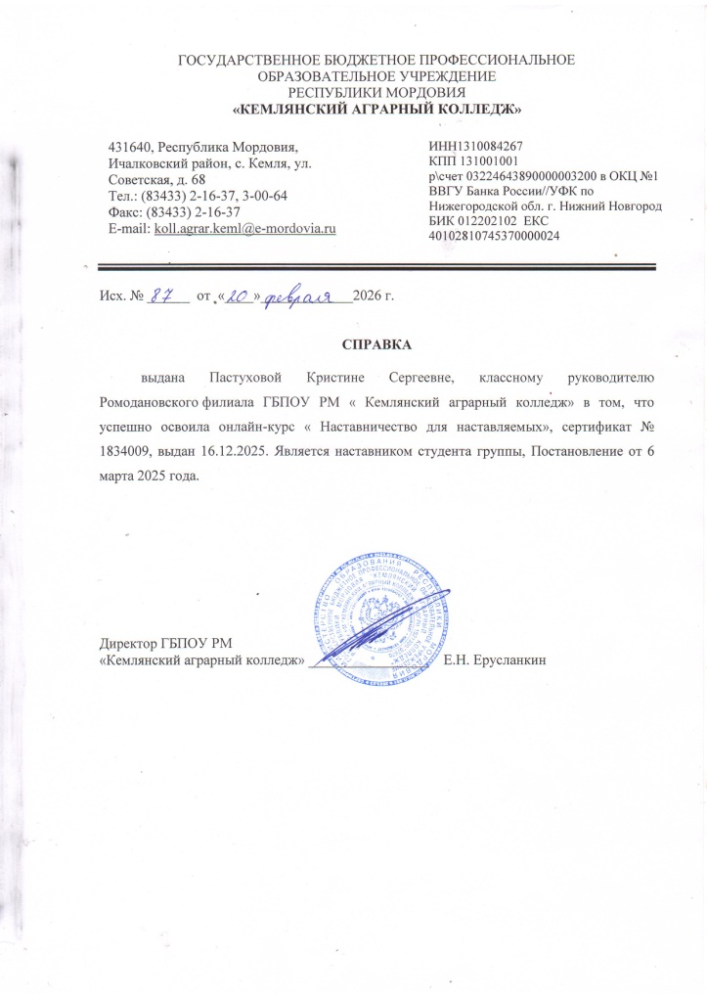 ГОСУДАРСТВЕННОЕ БЮДЖЕТНОЕ ПРОФЕССИОНАЛЬНОЕ
ОБРАЗОВАТЕЛЬНОЕ УЧРЕЖДЕНИЕ
РЕСПУБЛИКИ МОРДОВИЯ
«КЕМЛЯНСКИЙ АГРАРНЫЙ КОЛЛЕДЖ»
431640, Республика Мордовия,
Ичалковский район, с. Кемля, ул.
Советская, д. 68
Тел.: (83433) 2-16-37, 3-00-64
Факс: (83433) 2-16-37
E-mail: koll.agrar.keml@e-mordovia.ru
ИНН1310084267
КПП 131001001
р\счет 03224643890000003200 в ОКЦ №1
ВВГУ Банка России//УФК по
Нижегородской обл. г. Нижний Новгород
БИК 012202102 ЕКС
40102810745370000024
Исх. № 87 от «20» февраля 2026 г.
СПРАВКА
выдана Пастуховой Кристине Сергеевне, классному руководителю
Ромодановского филиала ГБПОУ РМ « Кемлянский аграрный колледж» в том, что
успешно освоила онлайн-курс « Наставничество для наставляемых», сертификат №
1834009, выдан 16.12.2025. Является наставником студента группы, Постановление от 6
марта 2025 года.
Директор ГБПОУ РМ
«Кемлянский аграрный колледж» Е.Н. Ерусланкин